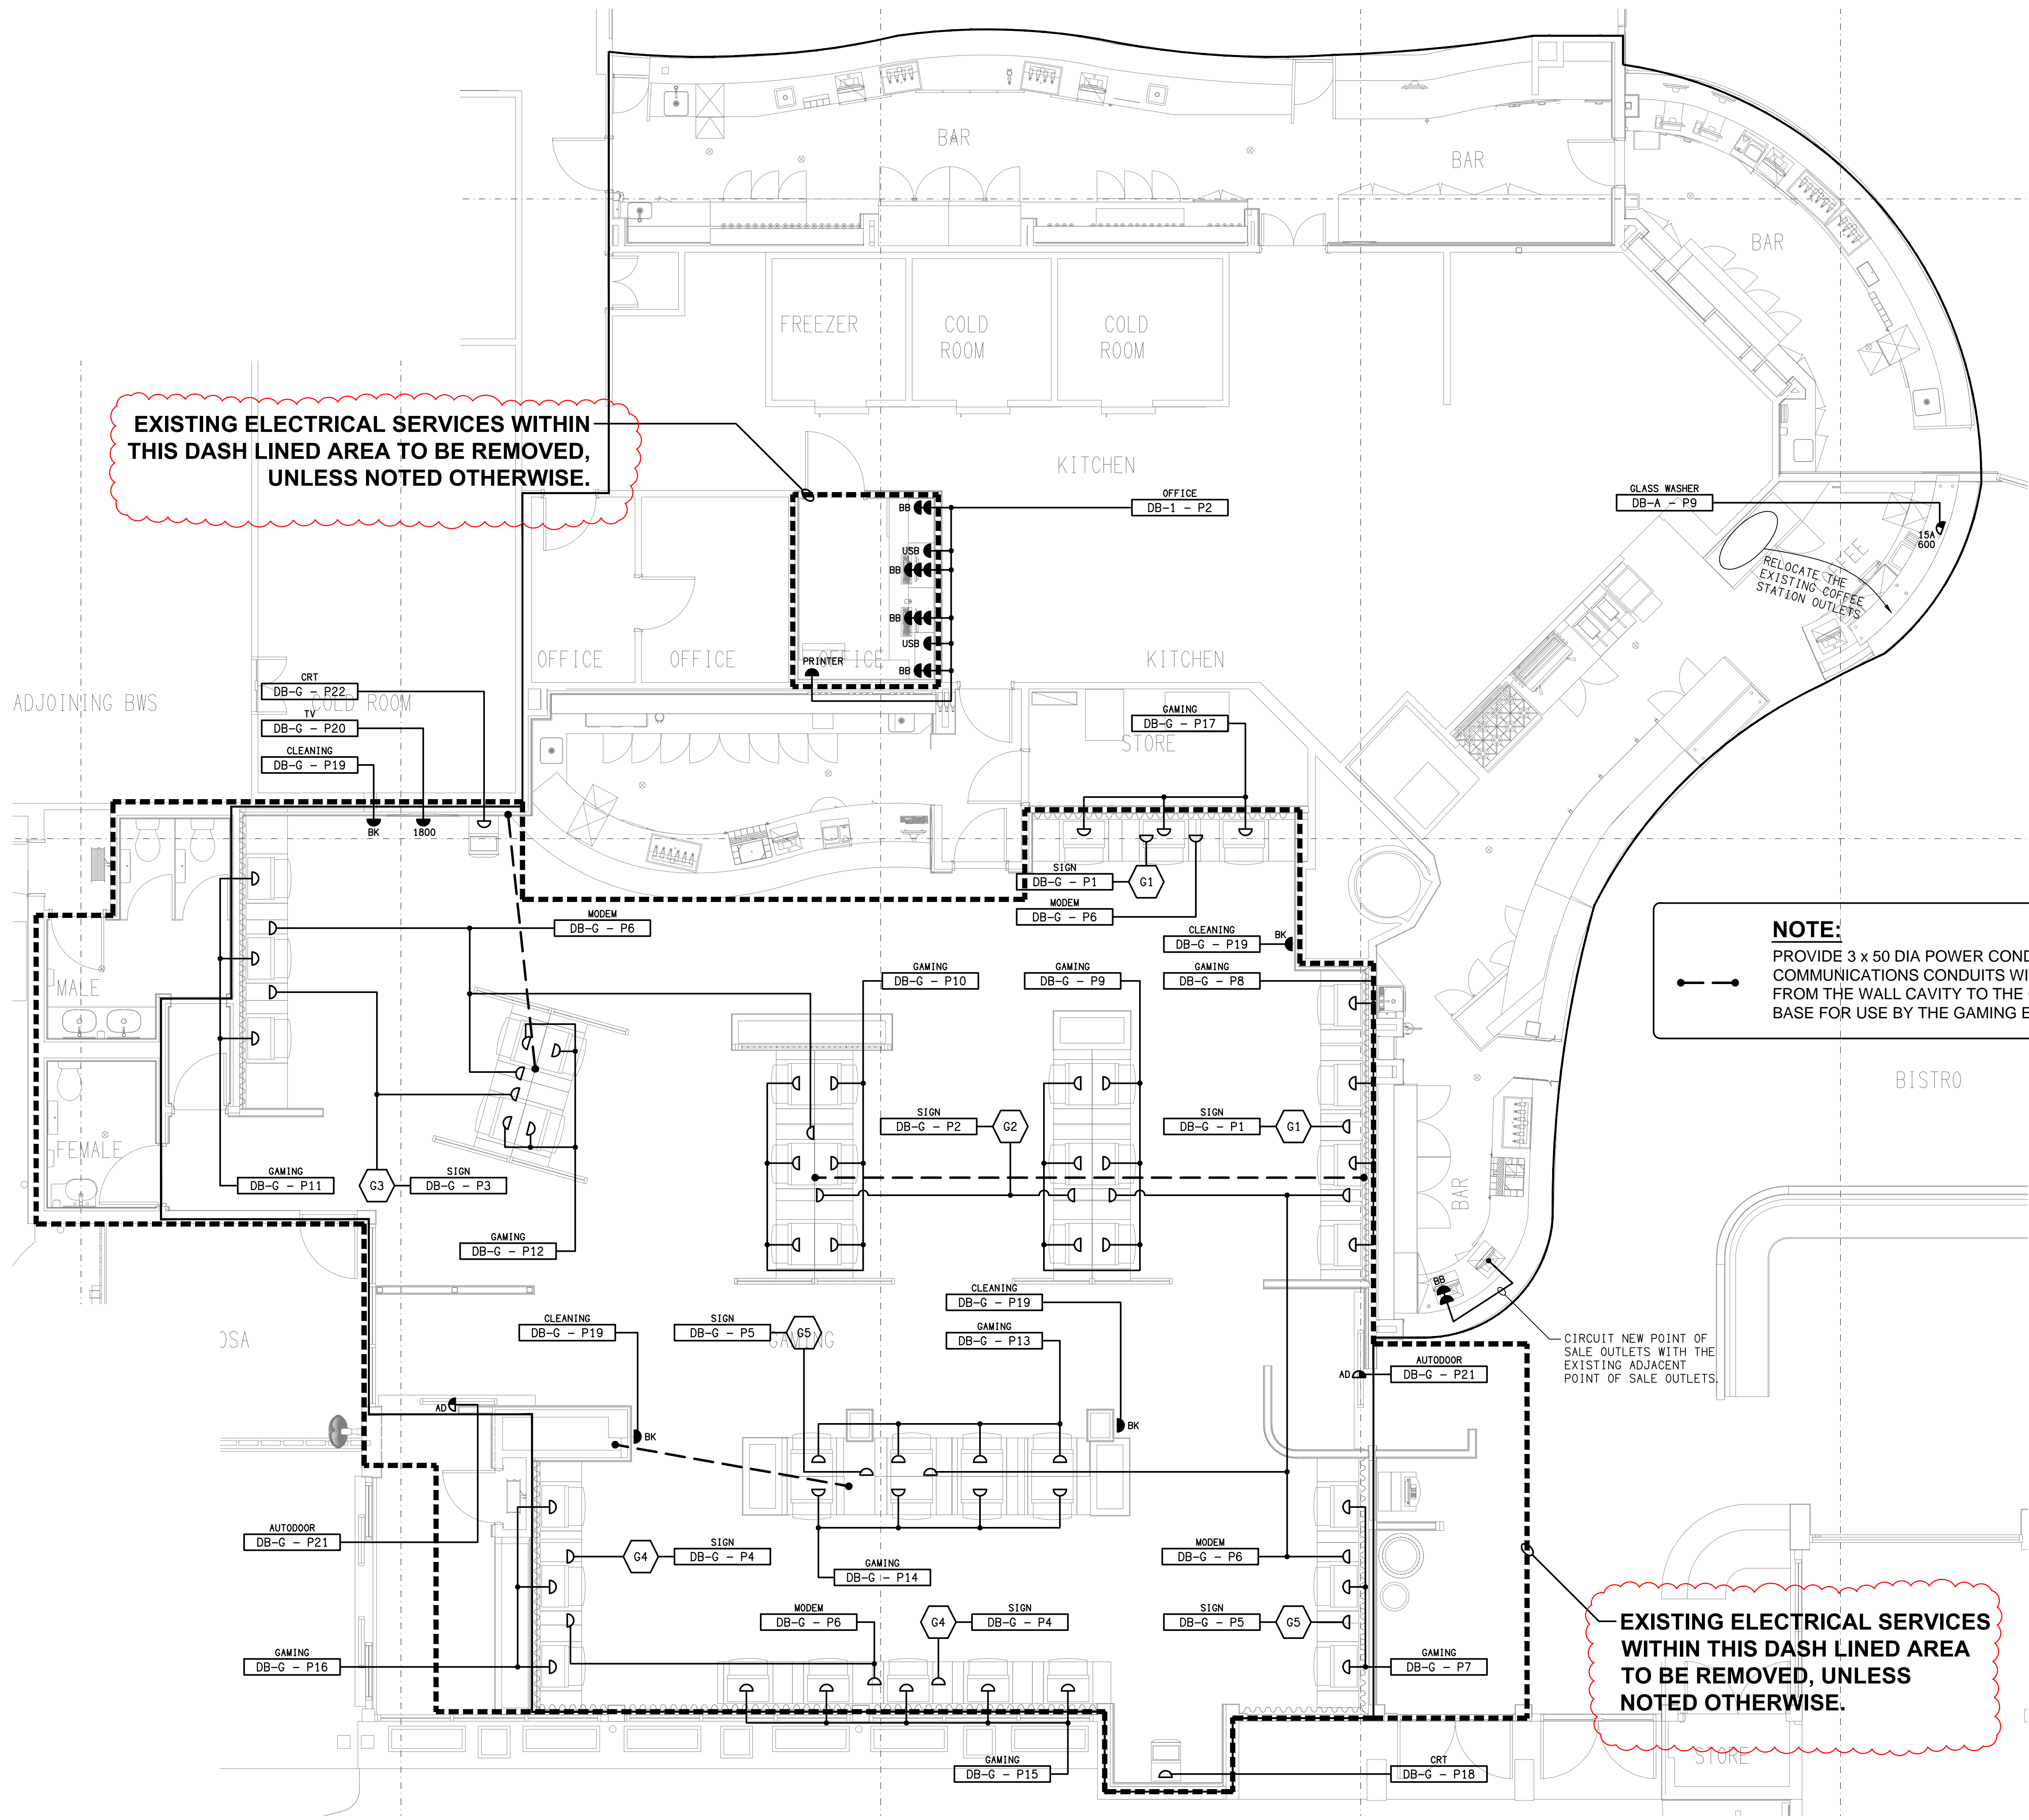 BAR
BAR
BAR
FREEZER
COLD
ROOM
COLD
ROOM
EXISTING ELECTRICAL SERVICES WITHIN
THIS DASH LINED AREA TO BE REMOVED,
UNLESS NOTED OTHERWISE.
KITCHEN
OFFICE
DB-1 - P2
GLASS WASHER
DB-A - P9
15A
600
RELOCATE THE
EXISTING COFFEE
STATION OUTLETS
BB
USB
BB
BB
USB
BB
PRINTER
OFFICE
OFFICE
OFFICE
KITCHEN
ADJOINING BWS
COLD ROOM
CRT
DB-G - P22
TV
DB-G - P20
CLEANING
DB-G - P19
BK
1800
GAMING
DB-G - P17
STORE
SIGN
DB-G - P1
G1
MODEM
DB-G - P6
MODEM
DB-G - P6
CLEANING
DB-G - P19
BK
NOTE:
PROVIDE 3 x 50 DIA POWER COND
COMMUNICATIONS CONDUITS WI
FROM THE WALL CAVITY TO THE
BASE FOR USE BY THE GAMING E
GAMING
DB-G - P10
GAMING
DB-G - P9
GAMING
DB-G - P8
MALE
FEMALE
BISTRO
SIGN
DB-G - P2
G2
SIGN
DB-G - P1
G1
GAMING
DB-G - P11
G3
SIGN
DB-G - P3
BAR
GAMING
DB-G - P12
BB
CLEANING
DB-G - P19
CLEANING
DB-G - P19
SIGN
DB-G - P5
G5
GAMING
DB-G - P13
GAMING
OSA
CIRCUIT NEW POINT OF
SALE OUTLETS WITH THE
EXISTING ADJACENT
POINT OF SALE OUTLETS.
AUTODOOR
DB-G - P21
AD
AD
BK
BK
AUTODOOR
DB-G - P21
G4
SIGN
DB-G - P4
GAMING
DB-G - P14
MODEM
DB-G - P6
MODEM
DB-G - P6
G4
SIGN
DB-G - P4
SIGN
DB-G - P5
G5
GAMING
DB-G - P16
GAMING
DB-G - P7
EXISTING ELECTRICAL SERVICES
WITHIN THIS DASH LINED AREA
TO BE REMOVED, UNLESS
NOTED OTHERWISE.
STORE
GAMING
DB-G - P15
CRT
DB-G - P18